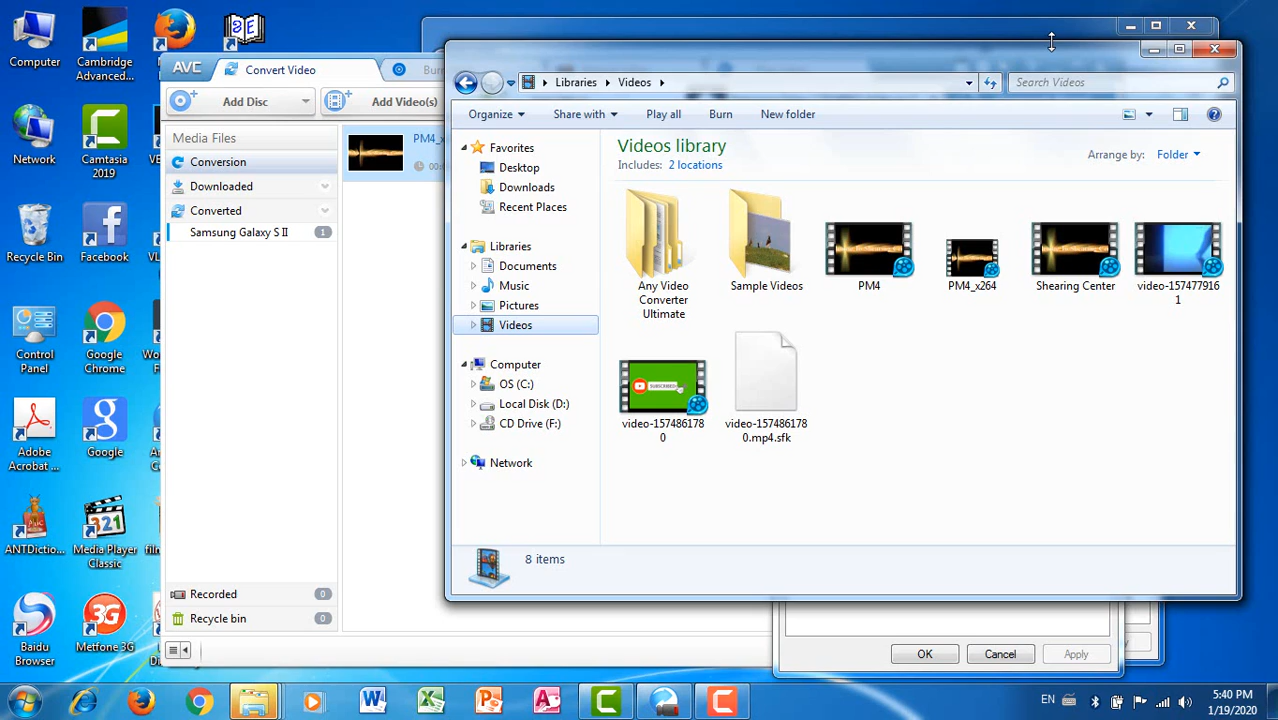 Computer
Cambridge
Advanced...
Network
Camtasia
2019
Recycle Bin
Facebook
Control
Panel
Google
Chrome
Adobe
Acrobat ...
Google
ANTDictio...
Media Player
Classic
Baidu
Browser
Metfone 3G
AVC
Convert Video
Add Disc
Add Video(s)
Media Files
Conversion
Downloaded
Converted
Samsung Galaxy S II
1
Recorded
0
Recycle bin
0
Libraries
Videos
Search Videos
Organize
Share with
Play all
Burn
New folder
Favorites
Desktop
Downloads
Recent Places
Libraries
Documents
Music
Pictures
Videos
Computer
OS (C:)
Local Disk (D:)
CD Drive (F:)
Network
Videos library
Includes: 2 locations
Arrange by: Folder
Any Video
Converter
Ultimate
Sample Videos
PM4
PM4_x264
Shearing Center
video-157477916
1
video-157486178
0
video-157486178
0.mp4.sfk
8 items
OK
Cancel
Apply
EN
5:40 PM
1/19/2020